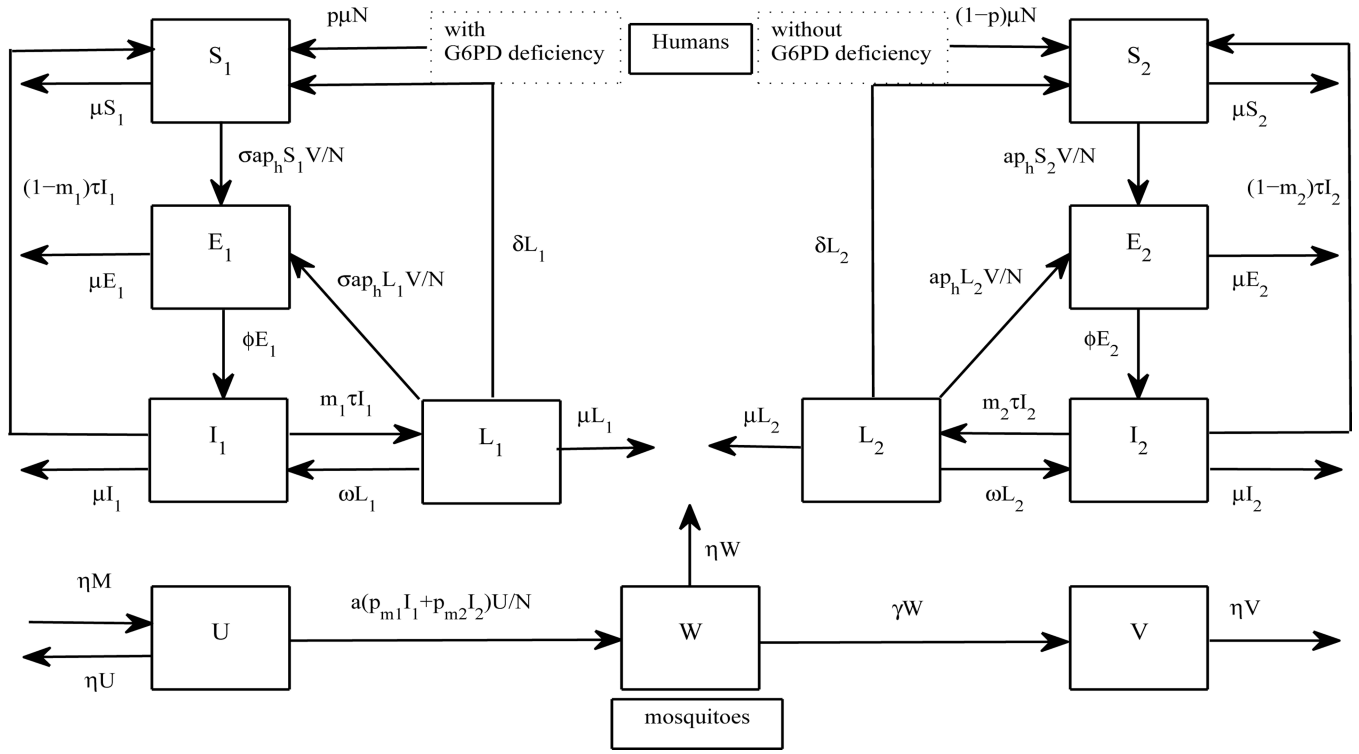 pμN
with
G6PD deficiency
Humans
without
G6PD deficiency
(1−p)μN
S₁
S₂
μS₁
μS₂
σapₕS₁V/N
apₕS₂V/N
(1−m₁)τI₁
(1−m₂)τI₂
E₁
δL₁
δL₂
E₂
σapₕL₁V/N
apₕL₂V/N
μE₁
μE₂
ϕE₁
ϕE₂
m₁τI₁
μL₁
μL₂
m₂τI₂
I₁
L₁
L₂
I₂
μI₁
ωL₁
ωL₂
μI₂
ηW
ηM
a(pₘ₁I₁+pₘ₂I₂)U/N
γW
ηV
U
W
V
ηU
mosquitoes